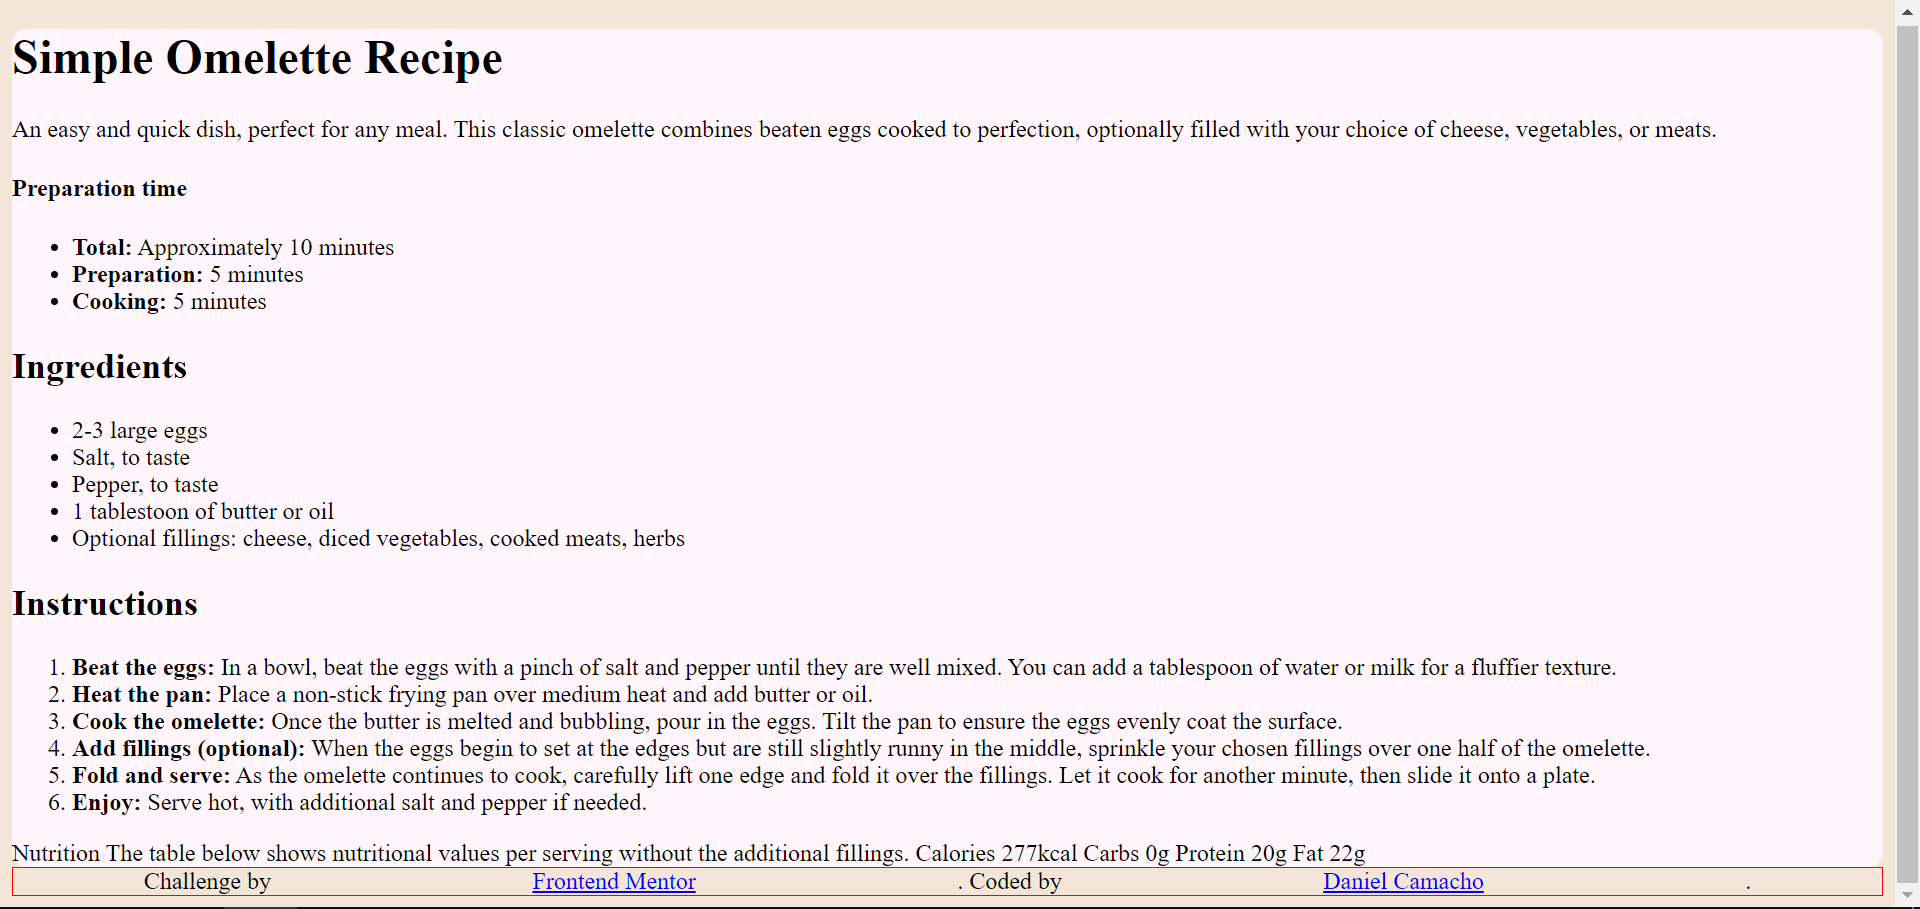 Simple Omelette Recipe
An easy and quick dish, perfect for any meal. This classic omelette combines beaten eggs cooked to perfection, optionally filled with your choice of cheese, vegetables, or meats.
Preparation time
• Total: Approximately 10 minutes
• Preparation: 5 minutes
• Cooking: 5 minutes
Ingredients
• 2-3 large eggs
• Salt, to taste
• Pepper, to taste
• 1 tablestoon of butter or oil
• Optional fillings: cheese, diced vegetables, cooked meats, herbs
Instructions
1. Beat the eggs: In a bowl, beat the eggs with a pinch of salt and pepper until they are well mixed. You can add a tablespoon of water or milk for a fluffier texture.
2. Heat the pan: Place a non-stick frying pan over medium heat and add butter or oil.
3. Cook the omelette: Once the butter is melted and bubbling, pour in the eggs. Tilt the pan to ensure the eggs evenly coat the surface.
4. Add fillings (optional): When the eggs begin to set at the edges but are still slightly runny in the middle, sprinkle your chosen fillings over one half of the omelette.
5. Fold and serve: As the omelette continues to cook, carefully lift one edge and fold it over the fillings. Let it cook for another minute, then slide it onto a plate.
6. Enjoy: Serve hot, with additional salt and pepper if needed.
Nutrition The table below shows nutritional values per serving without the additional fillings. Calories 277kcal Carbs 0g Protein 20g Fat 22g
Challenge by Frontend Mentor . Coded by Daniel Camacho .